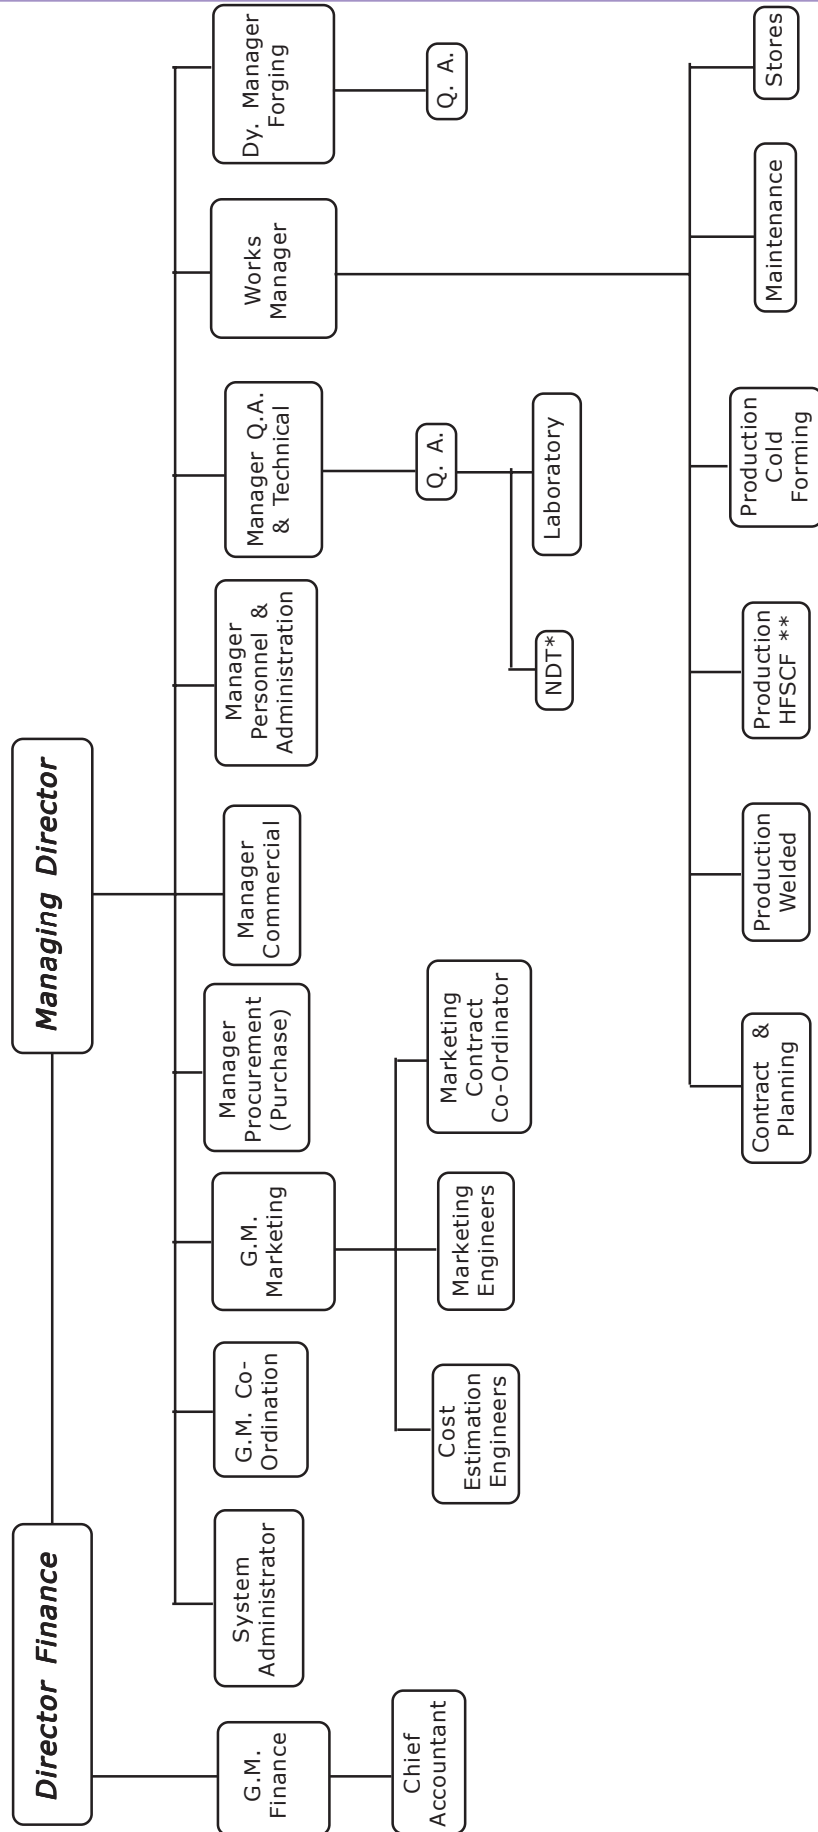 Director Finance
Managing Director
G.M.
Finance
System
Administrator
G.M. Co-
Ordination
G.M.
Marketing
Manager
Procurement
(Purchase)
Manager
Commercial
Manager
Personnel &
Administration
Manager Q.A.
& Technical
Works
Manager
Dy. Manager
Forging
Chief
Accountant
Cost
Estimation
Engineers
Marketing
Engineers
Marketing
Contract
Co-Ordinator
Q. A.
Q. A.
NDT*
Laboratory
Contract &
Planning
Production
Welded
Production
HFSCF **
Production
Cold
Forming
Maintenance
Stores